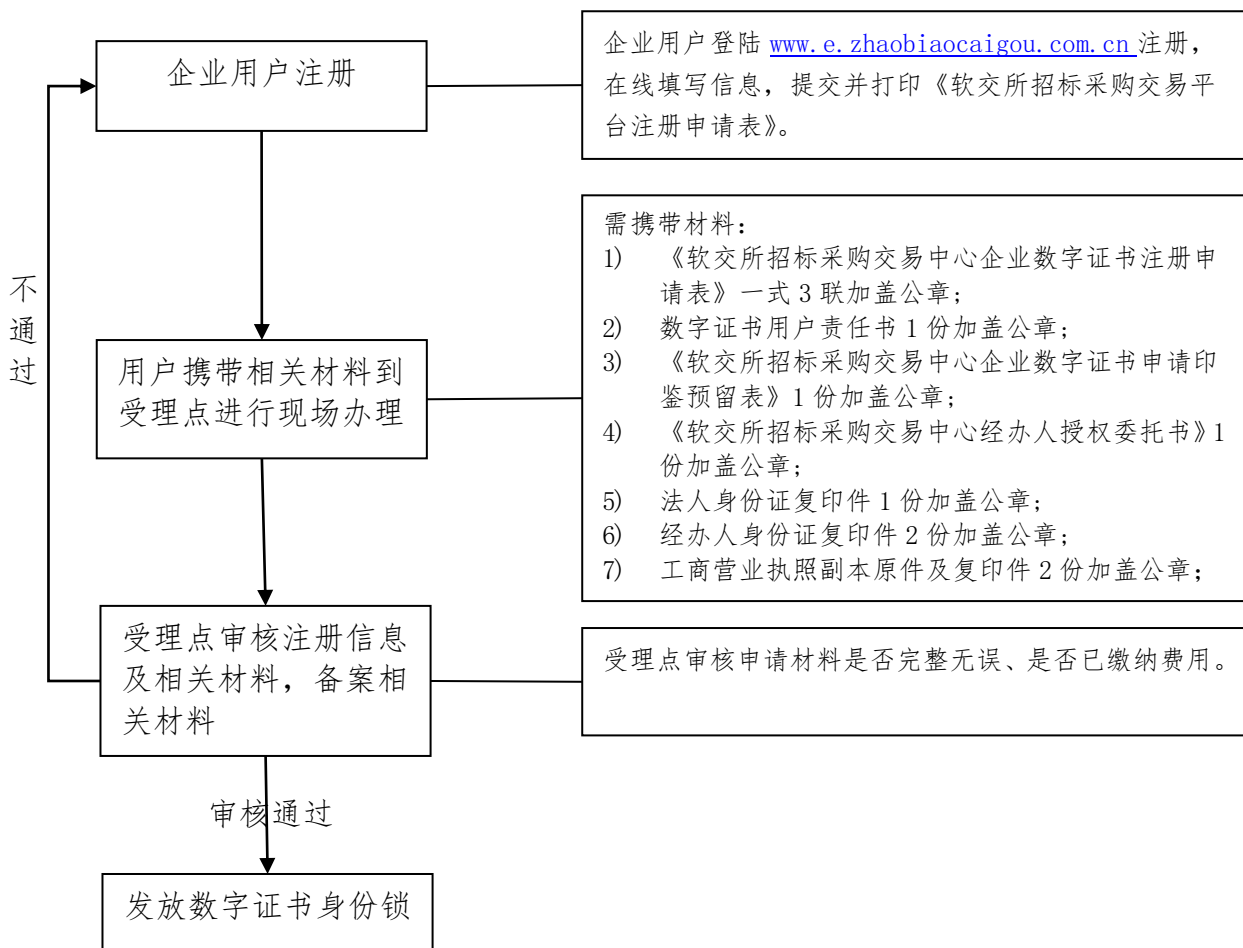 企业用户注册
企业用户登陆 www.e.zhaobiaocaigou.com.cn 注册，
在线填写信息，提交并打印《软交所招标采购交易平
台注册申请表》。
不
通
过
用户携带相关材料到
受理点进行现场办理
需携带材料：
1) 《软交所招标采购交易中心企业数字证书注册申
请表》一式 3 联加盖公章；
2) 数字证书用户责任书 1 份加盖公章；
3) 《软交所招标采购交易中心企业数字证书申请印
鉴预留表》1 份加盖公章；
4) 《软交所招标采购交易中心经办人授权委托书》1
份加盖公章；
5) 法人身份证复印件 1 份加盖公章；
6) 经办人身份证复印件 2 份加盖公章；
7) 工商营业执照副本原件及复印件 2 份加盖公章；
受理点审核注册信息
及相关材料，备案相
关材料
受理点审核申请材料是否完整无误、是否已缴纳费用。
审核通过
发放数字证书身份锁